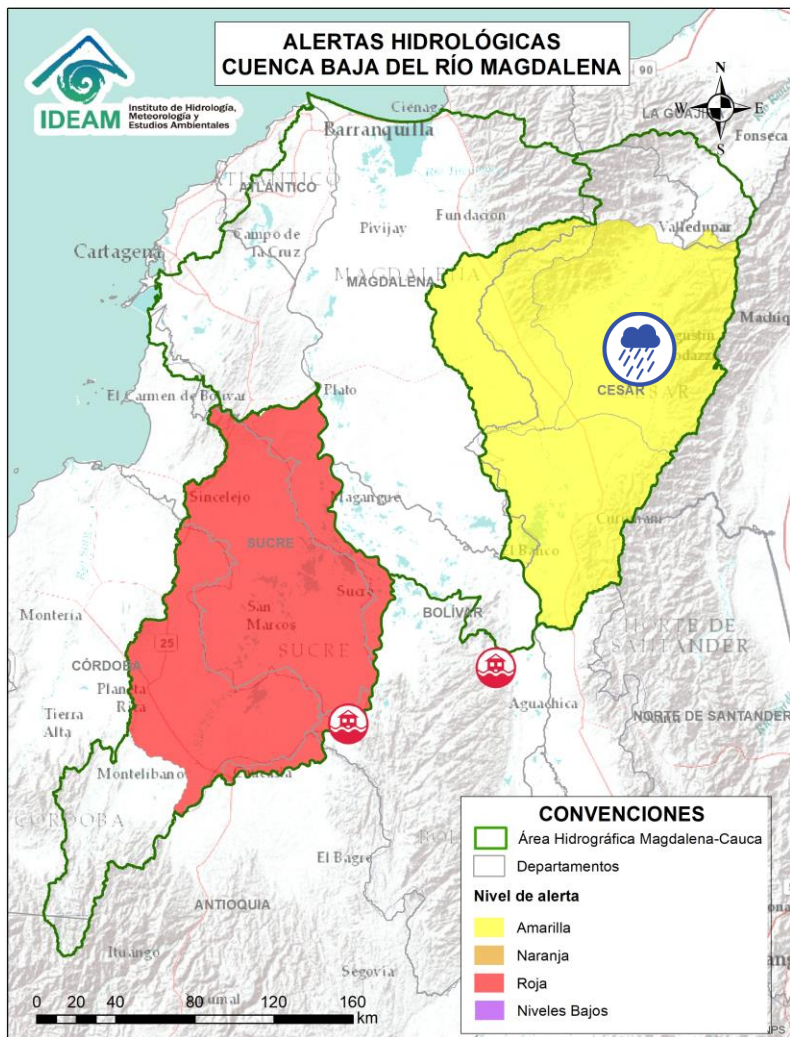 ALERTAS HIDROLÓGICAS
CUENCA BAJA DEL RÍO MAGDALENA
IDEAM
Instituto de Hidrología,
Meteorología y
Estudios Ambientales
N
W E
S
90
LA GUAJIRA
Fonseca
Ciénaga
Barranquilla
ATLÁNTICO
Fundación
Pivijay
Valledupar
Campo de
la Cruz
Cartagena
MAGDALENA
MAGDALENA
CESAR
El Carmen de Bolívar
Plato
Sincelejo
Magangue
SUCRE
El Banco
Sucre
BOLÍVAR
San
Marcos
SUCRE
Montería
25
CÓRDOBA
Planeta
Rica
Tierra
Alta
NORTE DE
SANTANDER
NORTE DE SANTANDER
Aguachica
Montelibano
CÓRDOBA
El Bagre
ANTIOQUIA
Ituango
Segovia
0 20 40 80 120 160
km
CONVENCIONES
Área Hidrográfica Magdalena-Cauca
Departamentos
Nivel de alerta
Amarilla
Naranja
Roja
Niveles Bajos